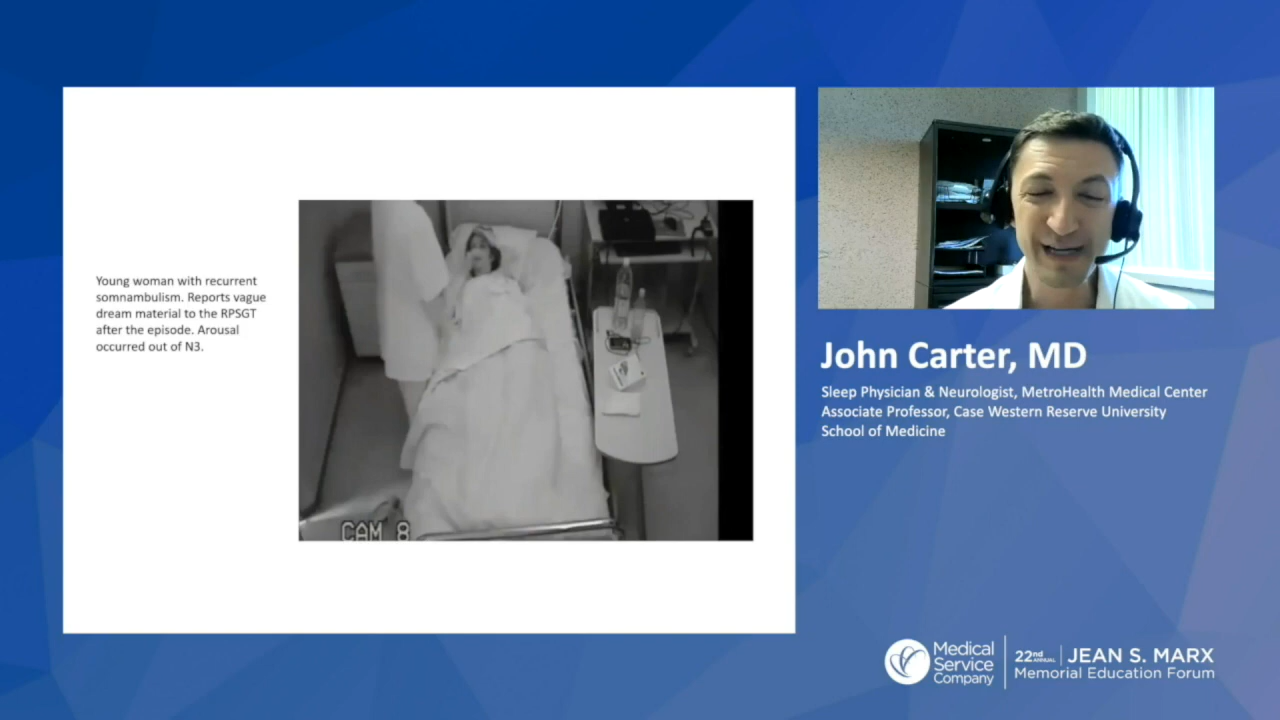 Young woman with recurrent
somnambulism. Reports vague
dream material to the RPSGT
after the episode. Arousal
occurred out of N3.
CAM 8
John Carter, MD
Sleep Physician & Neurologist, MetroHealth Medical Center
Associate Professor, Case Western Reserve University
School of Medicine
Medical
Service
Company
22nd ANNUAL JEAN S. MARX
Memorial Education Forum